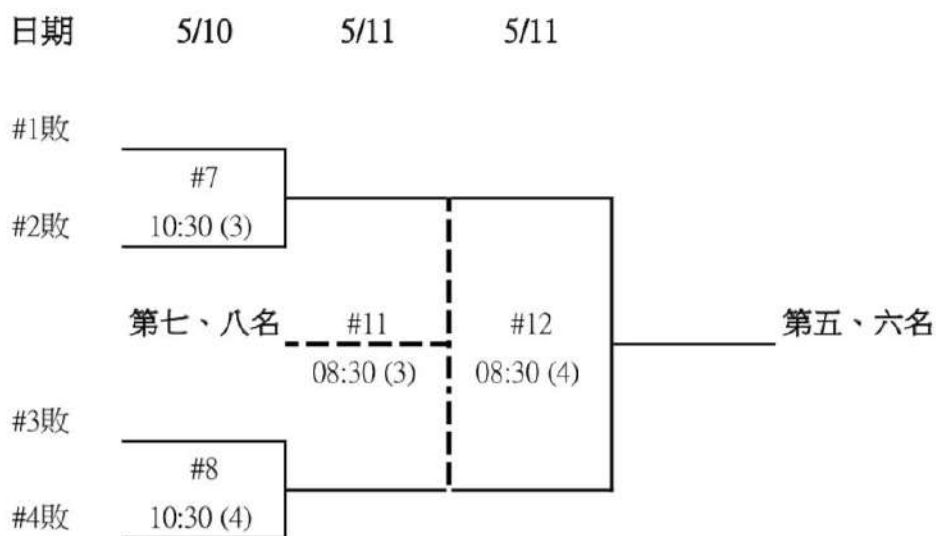 日期 5/10 5/11 5/11
#1敗
#7
#2敗 10:30 (3)
第七、八名 #11 #12 第五、六名
08:30 (3) 08:30 (4)
#3敗
#8
#4敗 10:30 (4)